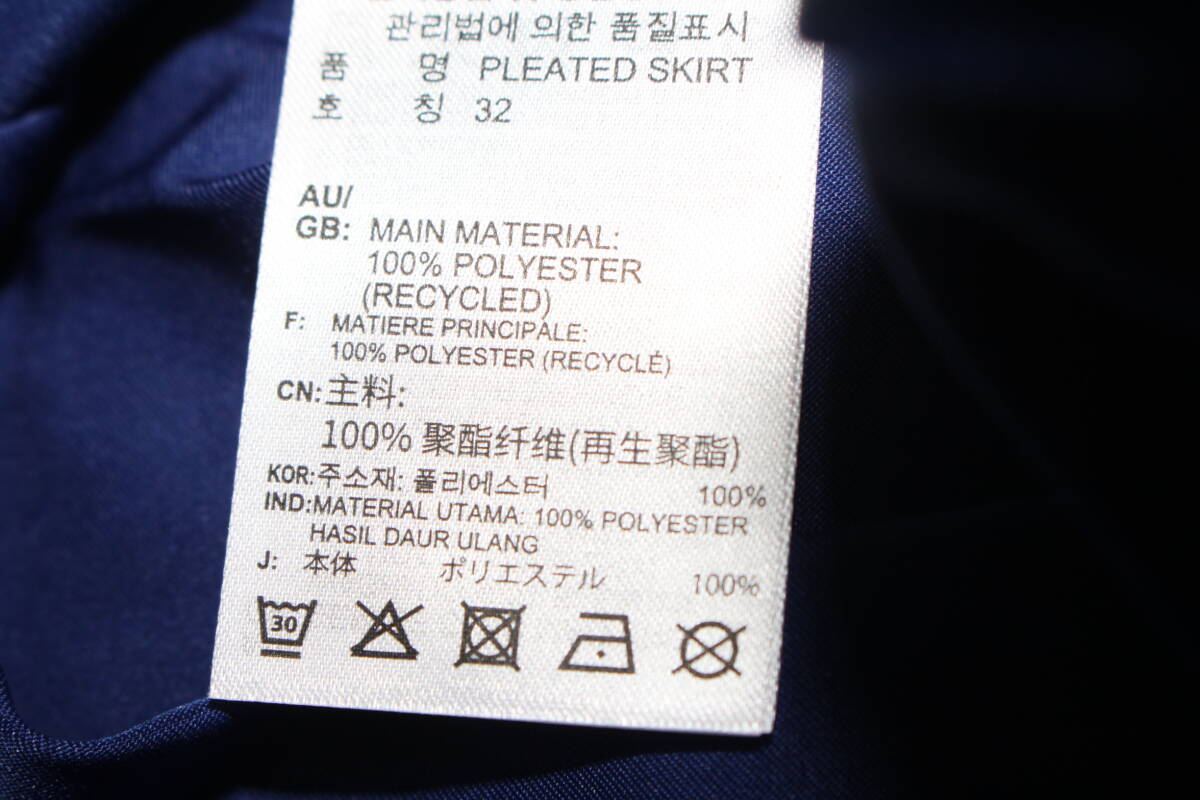 관리법에 의한 품질표시
품 명 PLEATED SKIRT
호 칭 32
AU/
GB: MAIN MATERIAL:
100% POLYESTER
(RECYCLED)
F: MATIERE PRINCIPALE:
100% POLYESTER (RECYCLÉ)
CN: 主料:
100% 聚酯纤维(再生聚酯)
KOR: 주소재: 폴리에스터 100%
IND: MATERIAL UTAMA: 100% POLYESTER
HASIL DAUR ULANG
J: 本体 ポリエステル 100%
30